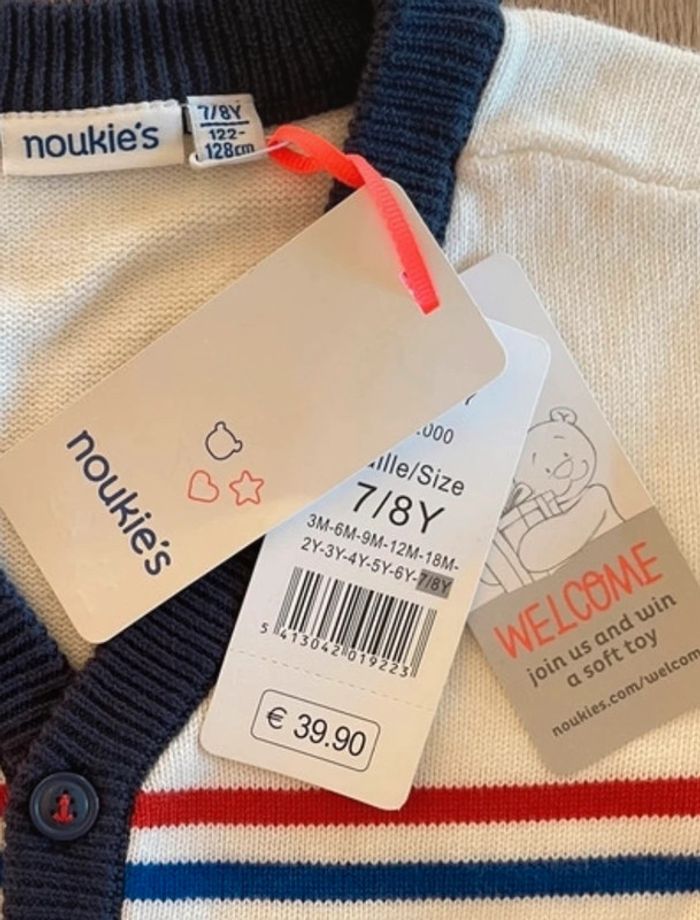 noukie's
7/8Y
122-
128cm
noukie's
000
/Size
7/8Y
3M-6M-9M-12M-18M-
2Y-3Y-4Y-5Y-6Y-7/8Y
5 413042 019223
€ 39.90
WELCOME
join us and win
a soft toy
noukies.com/welcom